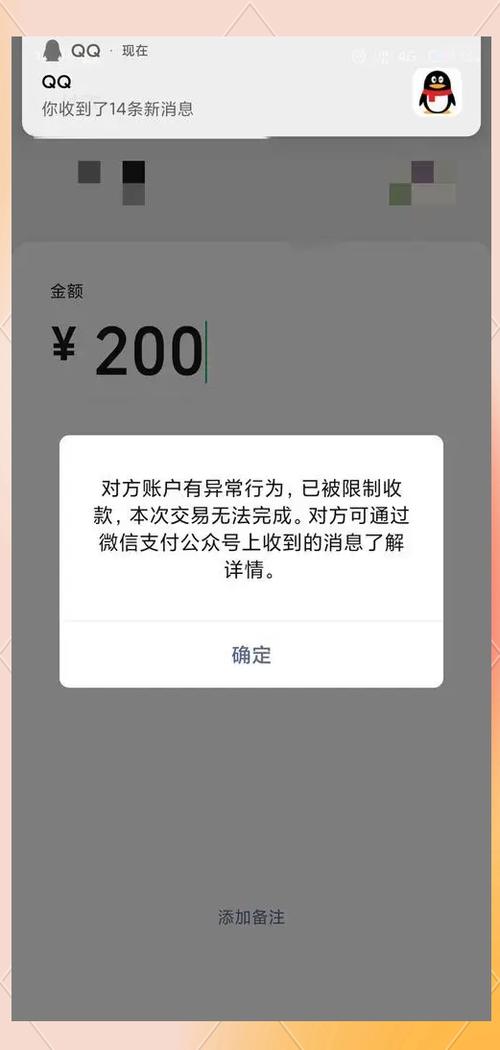 QQ · 现在
QQ
你收到了14条新消息
金额
¥ 200
对方账户有异常行为，已被限制收
款，本次交易无法完成。对方可通过
微信支付公众号上收到的消息了解
详情。
确定
添加备注